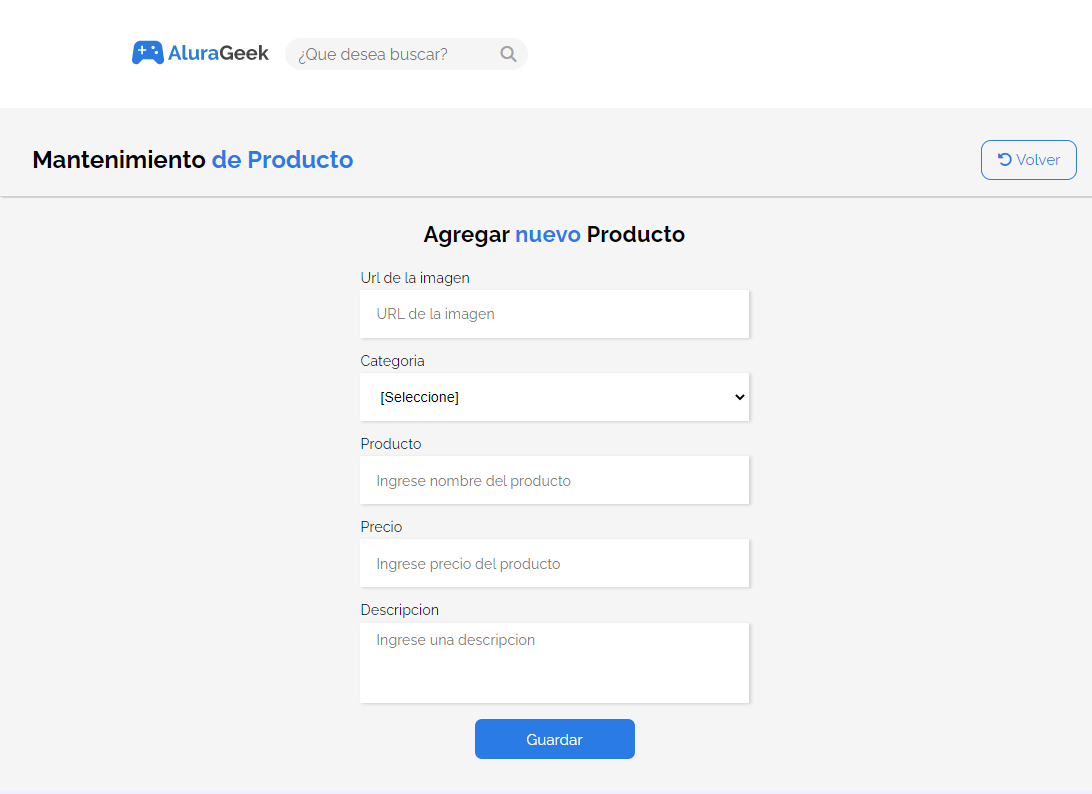 AluraGeek
¿Que desea buscar?
Mantenimiento de Producto
Volver
Agregar nuevo Producto
Url de la imagen
URL de la imagen
Categoria
[Seleccione]
Producto
Ingrese nombre del producto
Precio
Ingrese precio del producto
Descripcion
Ingrese una descripcion
Guardar